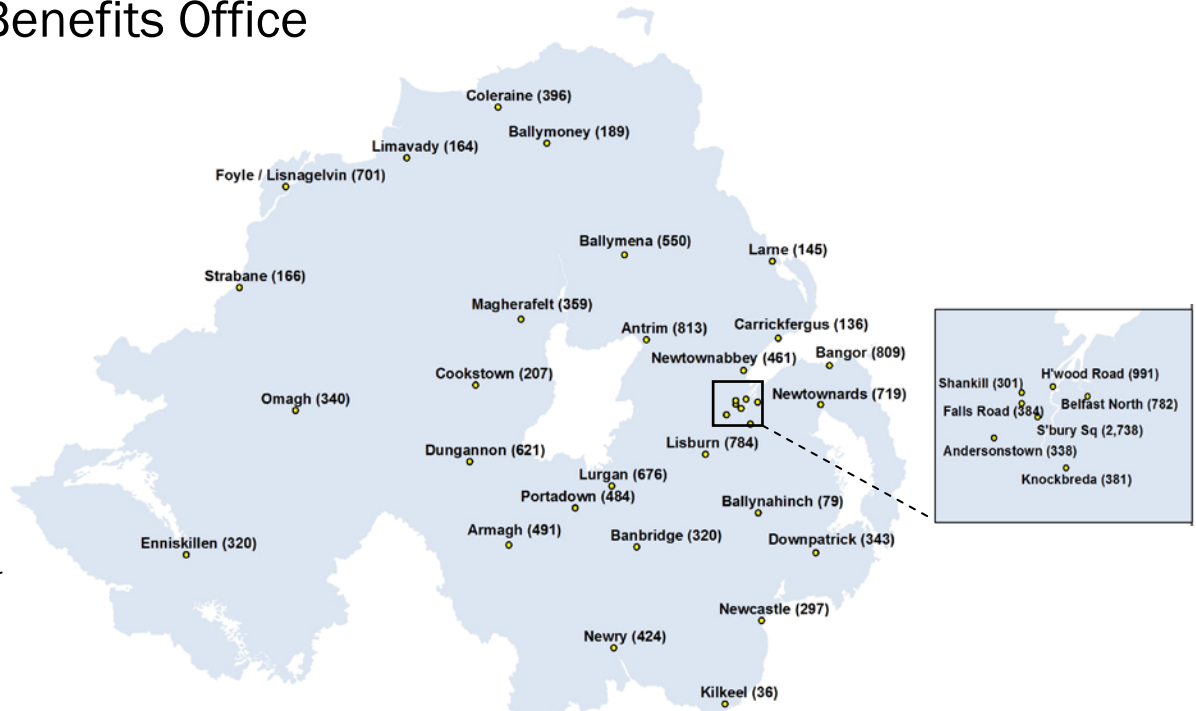 Benefits Office
Coleraine (396)
Ballymoney (189)
Limavady (164)
Foyle / Lisnagelvin (701)
Ballymena (550)
Larne (145)
Strabane (166)
Magherafelt (359)
Antrim (813)
Carrickfergus (136)
Newtownabbey (461)
Bangor (809)
Cookstown (207)
Omagh (340)
Newtownards (719)
Dungannon (621)
Lisburn (784)
Lurgan (676)
Portadown (484)
Ballynahinch (79)
Armagh (491)
Banbridge (320)
Downpatrick (343)
Enniskillen (320)
Newcastle (297)
Newry (424)
Kilkeel (36)
H'wood Road (991)
Shankill (301)
Belfast North (782)
Falls Road (384)
S'bury Sq (2,738)
Andersonstown (338)
Knockbreda (381)